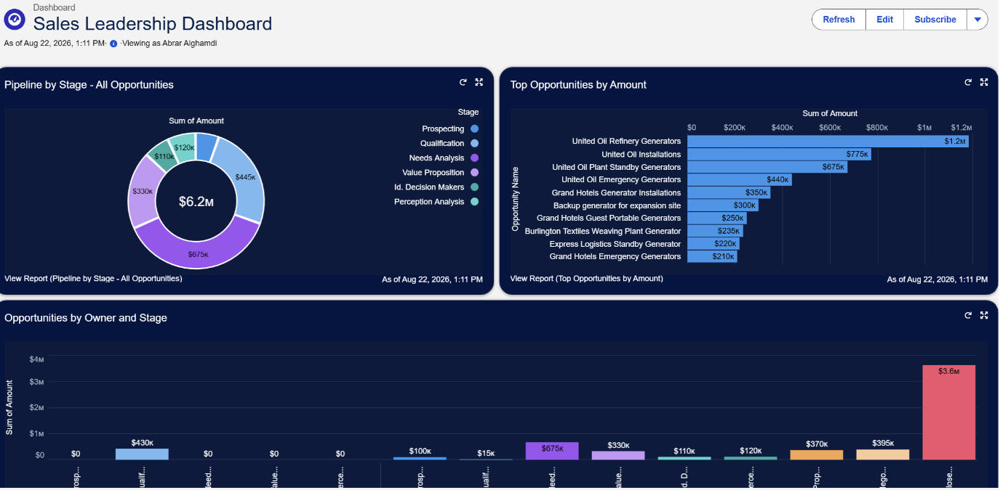 Dashboard
Sales Leadership Dashboard
As of Aug 22, 2026, 1:11 PM· i ·Viewing as Abrar Alghamdi
Refresh
Edit
Subscribe
Pipeline by Stage - All Opportunities
Sum of Amount
$120K
$110K
$445K
$330K
$6.2M
$675K
Stage
Prospecting
Qualification
Needs Analysis
Value Proposition
Id. Decision Makers
Perception Analysis
View Report (Pipeline by Stage - All Opportunities)
As of Aug 22, 2026, 1:11 PM
Top Opportunities by Amount
Sum of Amount
$0 $200K $400K $600K $800K $1M $1.2M
Opportunity Name
United Oil Refinery Generators $1.2M
United Oil Installations $775K
United Oil Plant Standby Generators $675K
United Oil Emergency Generators $440K
Grand Hotels Generator Installations $350K
Backup generator for expansion site $300K
Grand Hotels Guest Portable Generators $250K
Burlington Textiles Weaving Plant Generator $235K
Express Logistics Standby Generator $220K
Grand Hotels Emergency Generators $210K
View Report (Top Opportunities by Amount)
As of Aug 22, 2026, 1:11 PM
Opportunities by Owner and Stage
Sum of Amount
$4M
$3M
$2M
$1M
$0
$0 $430K $0 $0 $0 $100K $15K $675K $330K $110K $120K $370K $395K $3.6M
rosp... ualif... leed... alue... erce... rosp... ualif... leed... alue... d. D... erce... Prop... lego... lose...